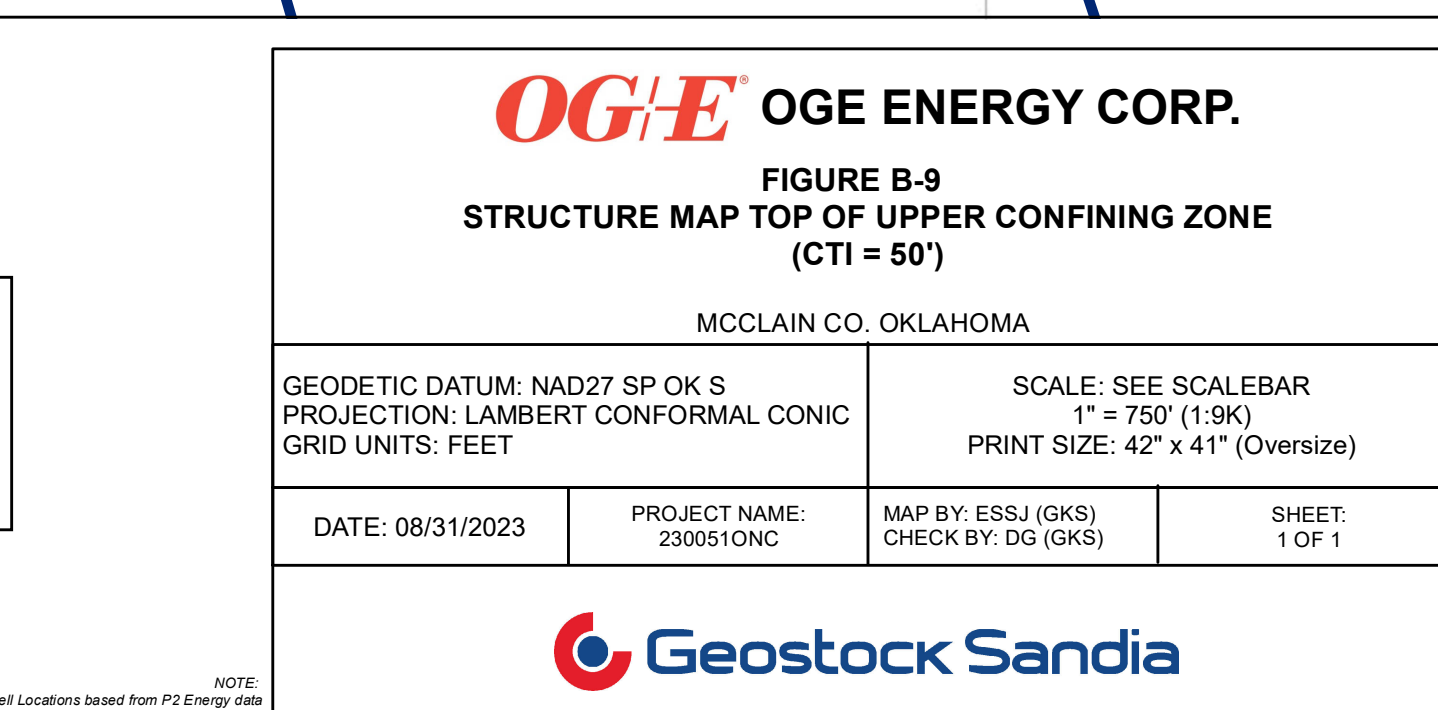 OG+E® OGE ENERGY CORP.
FIGURE B-9
STRUCTURE MAP TOP OF UPPER CONFINING ZONE
(CTI = 50')
MCCLAIN CO. OKLAHOMA
GEODETIC DATUM: NAD27 SP OK S
PROJECTION: LAMBERT CONFORMAL CONIC
GRID UNITS: FEET
SCALE: SEE SCALEBAR
1" = 750' (1:9K)
PRINT SIZE: 42" x 41" (Oversize)
DATE: 08/31/2023
PROJECT NAME:
230051ONC
MAP BY: ESSJ (GKS)
CHECK BY: DG (GKS)
SHEET:
1 OF 1
Geostock Sandia
NOTE:
ell Locations based from P2 Energy data